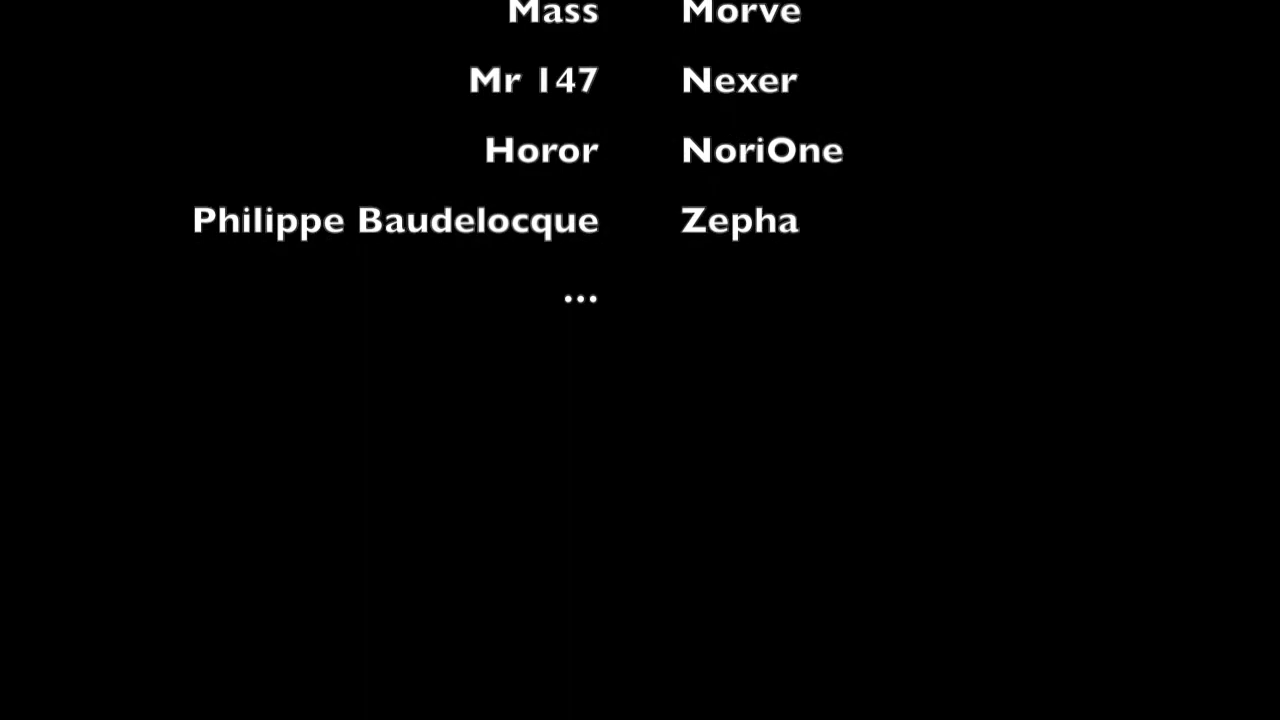 Mass Morve
Mr 147 Nexer
Horor NoriOne
Philippe Baudelocque Zepha
...